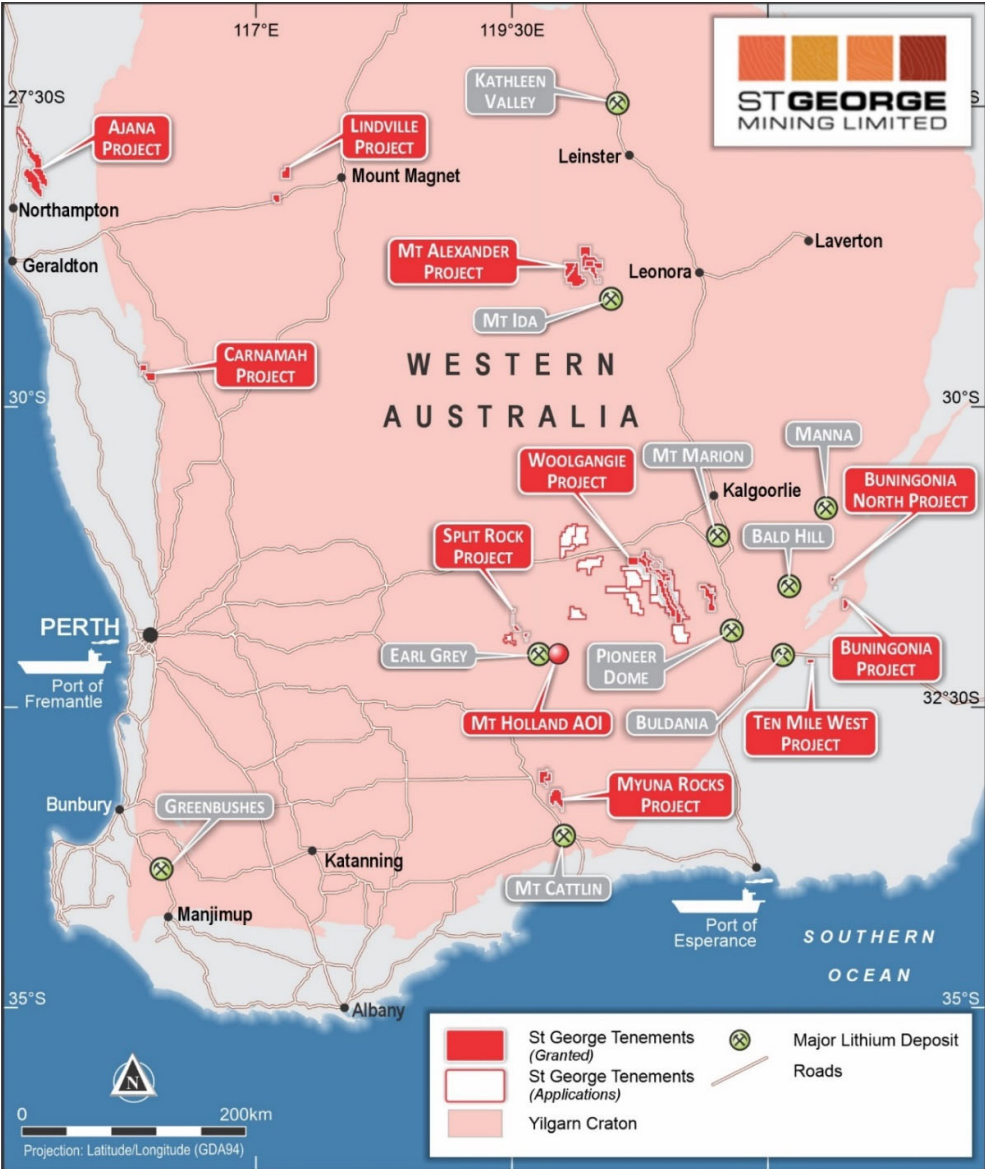 117°E
119°30E
ST GEORGE
MINING LIMITED
27°30S
KATHLEEN
VALLEY
AJANA
PROJECT
LINDVILLE
PROJECT
Leinster
Mount Magnet
Northampton
Geraldton
MT ALEXANDER
PROJECT
Laverton
Leonora
MT IDA
WESTERN
AUSTRALIA
CARNAMAH
PROJECT
30°S
30°S
MANNA
MT MARION
WOOLGANGIE
PROJECT
Kalgoorlie
BUNINGONIA
NORTH PROJECT
SPLIT ROCK
PROJECT
BALD HILL
PERTH
Port of
Fremantle
EARL GREY
PIONEER
DOME
BUNINGONIA
PROJECT
MT HOLLAND AOI
BULDANIA
32°30S
TEN MILE WEST
PROJECT
MYUNA ROCKS
PROJECT
Bunbury
GREENBUSHES
Katanning
MT CATTLIN
Manjimup
Port of
Esperance
SOUTHERN
OCEAN
35°S
35°S
Albany
St George Tenements
(Granted)
St George Tenements
(Applications)
Yilgarn Craton
Major Lithium Deposit
Roads
N
0 200km
Projection: Latitude/Longitude (GDA94)